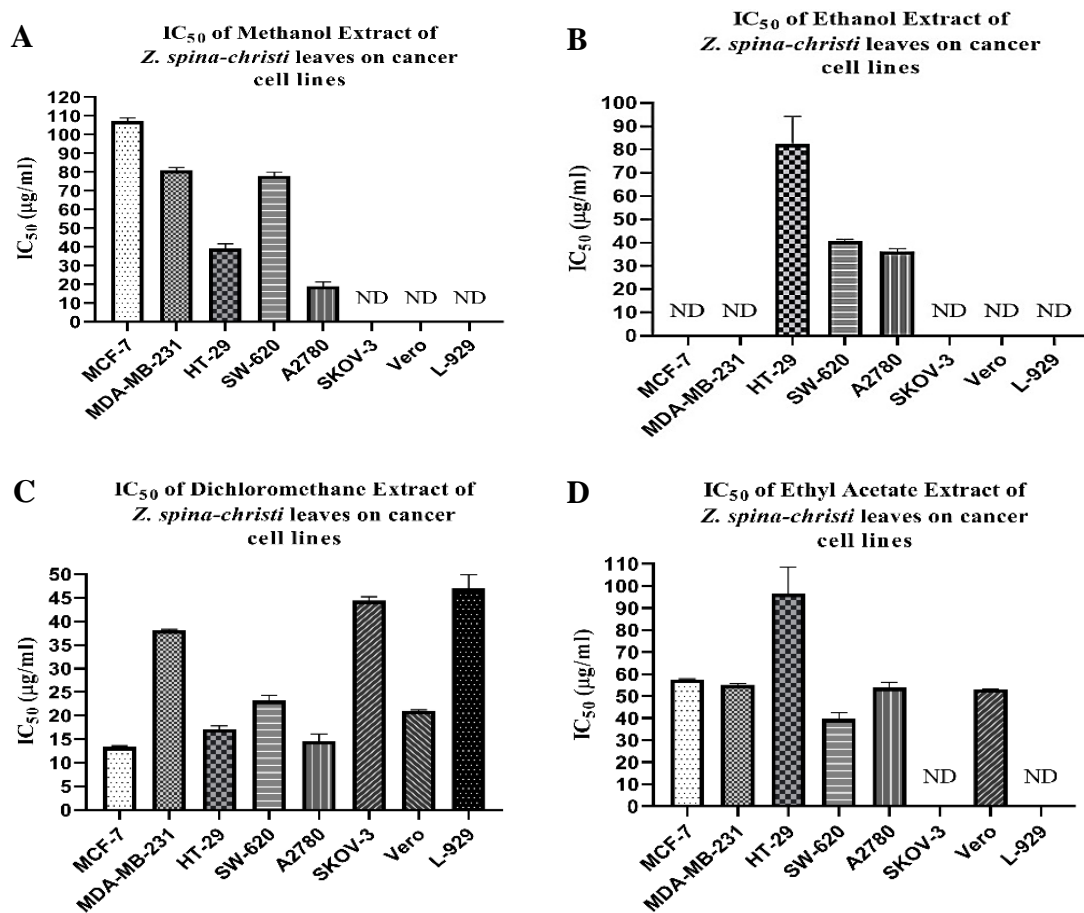 A
IC50 of Methanol Extract of
Z. spina-christi leaves on cancer
cell lines
IC50 (µg/ml)
120
110
100
90
80
70
60
50
40
30
20
10
0
ND
ND
ND
MCF-7
MDA-MB-231
HT-29
SW-620
A2780
SKOV-3
Vero
L-929
B
IC50 of Ethanol Extract of
Z. spina-christi leaves on cancer
cell lines
IC50 (µg/ml)
100
90
80
70
60
50
40
30
20
10
0
ND
ND
ND
ND
ND
MCF-7
MDA-MB-231
HT-29
SW-620
A2780
SKOV-3
Vero
L-929
C
IC50 of Dichloromethane Extract of
Z. spina-christi leaves on cancer
cell lines
IC50 (µg/ml)
50
45
40
35
30
25
20
15
10
5
0
MCF-7
MDA-MB-231
HT-29
SW-620
A2780
SKOV-3
Vero
L-929
D
IC50 of Ethyl Acetate Extract of
Z. spina-christi leaves on cancer
cell lines
IC50 (µg/ml)
110
100
90
80
70
60
50
40
30
20
10
0
ND
ND
MCF-7
MDA-MB-231
HT-29
SW-620
A2780
SKOV-3
Vero
L-929